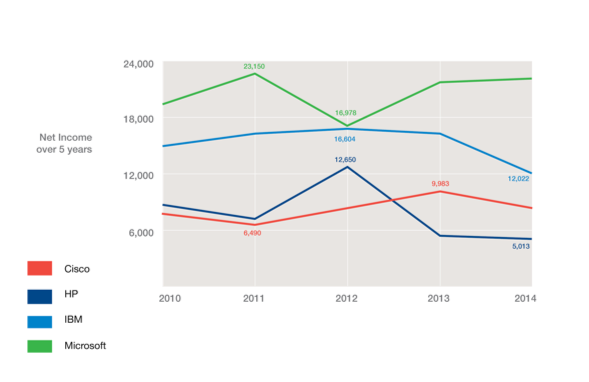 24,000
23,150
18,000
16,978
Net Income
over 5 years
16,604
12,650
12,000
12,022
9,983
6,490
6,000
5,013
2010 2011 2012 2013 2014
Cisco
HP
IBM
Microsoft